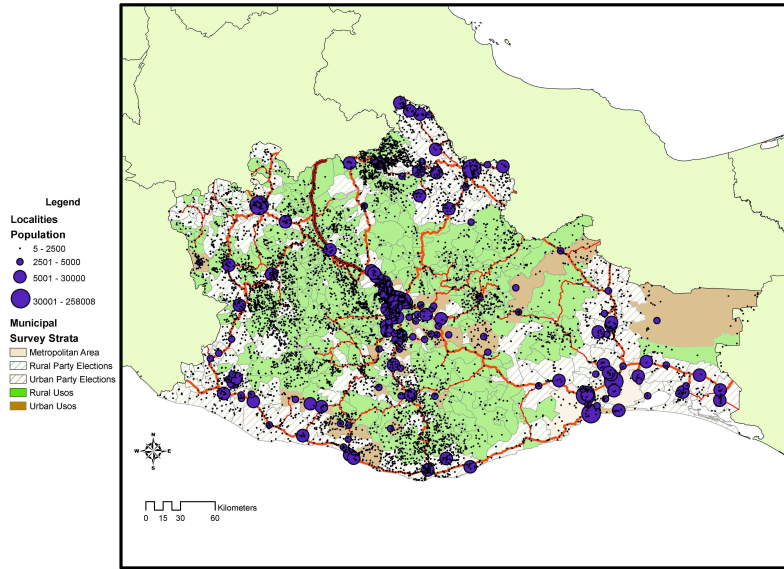 Legend
Localities
Population
5 - 2500
2501 - 5000
5001 - 30000
30001 - 258008
Municipal
Survey Strata
Metropolitan Area
Rural Party Elections
Urban Party Elections
Rural Usos
Urban Usos
N
W E
S
Kilometers
0 15 30 60